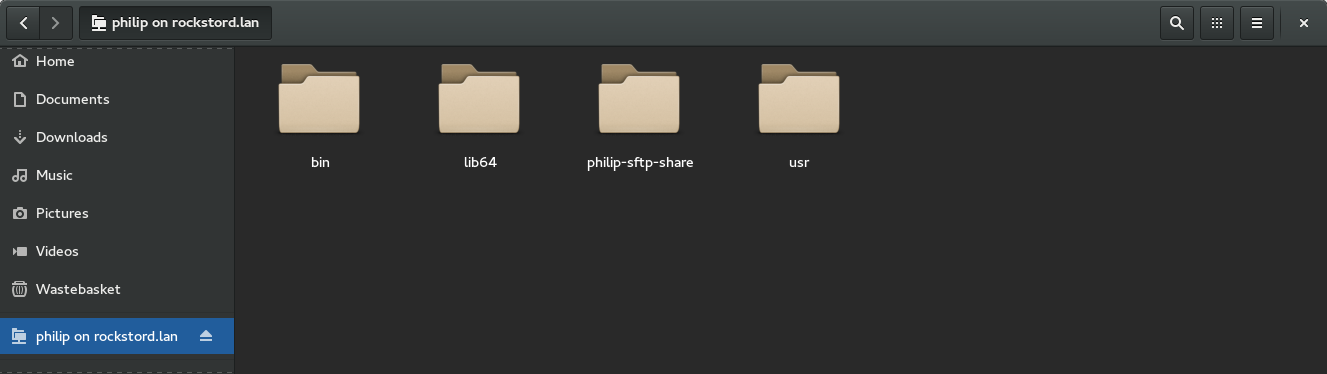 philip on rockstord.lan
Home
Documents
Downloads
Music
Pictures
Videos
Wastebasket
philip on rockstord.lan
bin
lib64
philip-sftp-share
usr